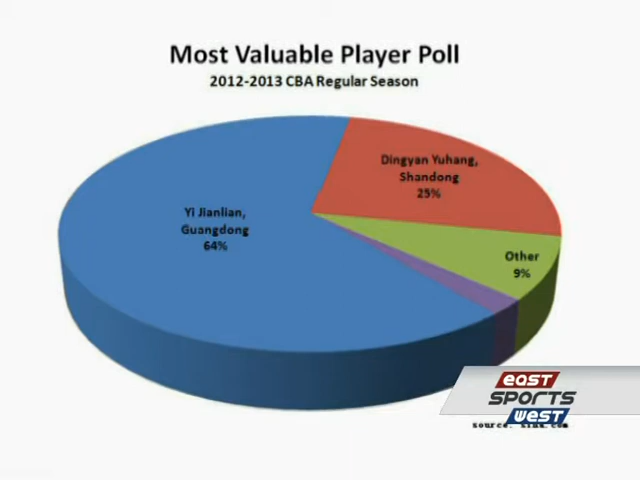 Most Valuable Player Poll
2012-2013 CBA Regular Season
Dingyan Yuhang,
Shandong
25%
Yi Jianlian,
Guangdong
64%
Other
9%
east
SPORTS
west
source: